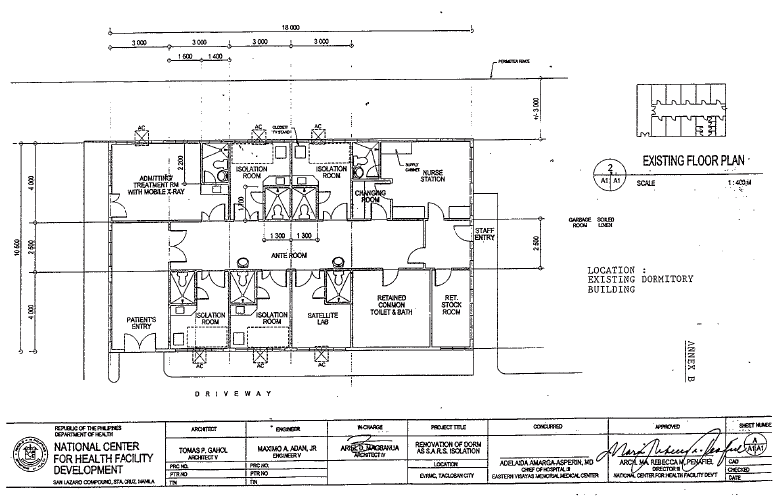 18 000
3 000 3 000 3 000 3 000
1 600 1 400
PERIMETER FENCE
+/- 3 000
AC AC AC
CLOSET/
TV STAND
2 200
ADMITTING/
TREATMENT RM
WITH MOBILE X-RAY
ISOLATION
ROOM
ISOLATION
ROOM
SUPPLY
CABINET
NURSE
STATION
CHANGING
ROOM
1 700
4 000
10 500
2 500
4 000
1 300 1 300
ANTE ROOM
STAFF
ENTRY
2 500
GARBAGE
ROOM
SOILED
LINEN
PATIENT'S
ENTRY
ISOLATION
ROOM
ISOLATION
ROOM
SATELLITE
LAB
RETAINED
COMMON
TOILET & BATH
RET.
STOCK
ROOM
AC AC AC
DRIVEWAY
2
A1 A1
EXISTING FLOOR PLAN
SCALE 1 : 400 M
LOCATION :
EXISTING DORMITORY
BUILDING
ANNEX B
REPUBLIC OF THE PHILIPPINES
DEPARTMENT OF HEALTH
NATIONAL CENTER
FOR HEALTH FACILITY
DEVELOPMENT
SAN LAZARO COMPOUND, STA. CRUZ, MANILA
ARCHITECT
TOMAS P. GAHOL
ARCHITECT V
PRC NO.
PTR NO
TIN
ENGINEER
MAXIMO A. ADAN, JR
ENGINEER V
PRC NO.
PTR NO
TIN
IN-CHARGE
ARCHITECT IV
PROJECT TITLE
RENOVATION OF DORM
AS S.A.R.S. ISOLATION
LOCATION
EVRMC, TACLOBAN CITY
CONCURRED
ADELAIDA AMARGA-ASPERIN, MD
CHIEF OF HOSPITAL III
EASTERN VISAYAS MEMORIAL MEDICAL CENTER
APPROVED
ARCH. MA. REBECCA M. PEÑAFIEL
DIRECTOR III
NATIONAL CENTER FOR HEALTH FACILITY DEV'T
SHEET NUMBE
A
A1 A1
CAD
CHECKED
DATE